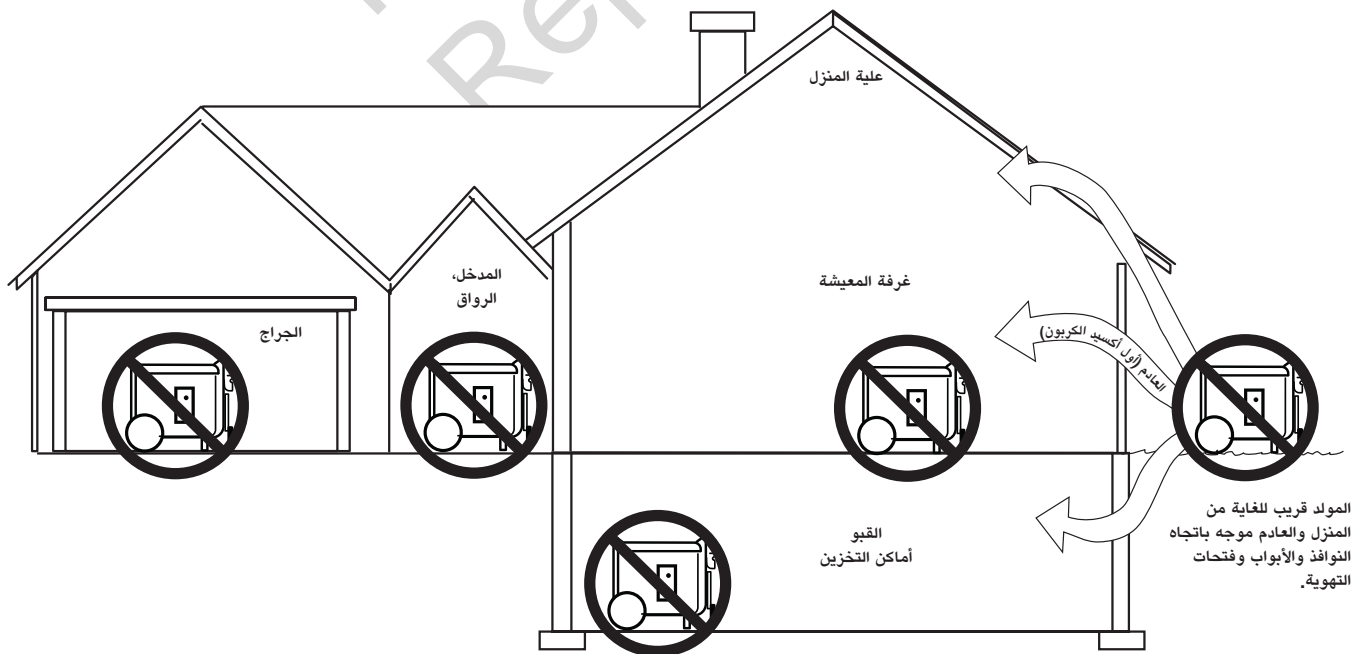 علية المنزل
المدخل،
الرواق
غرفة المعيشة
الجراج
العادم (أول أكسيد الكربون)
القبو
أماكن التخزين
المولد قريب للغاية من
المنزل والعادم موجه باتجاه
النوافذ والأبواب وفتحات
التهوية.